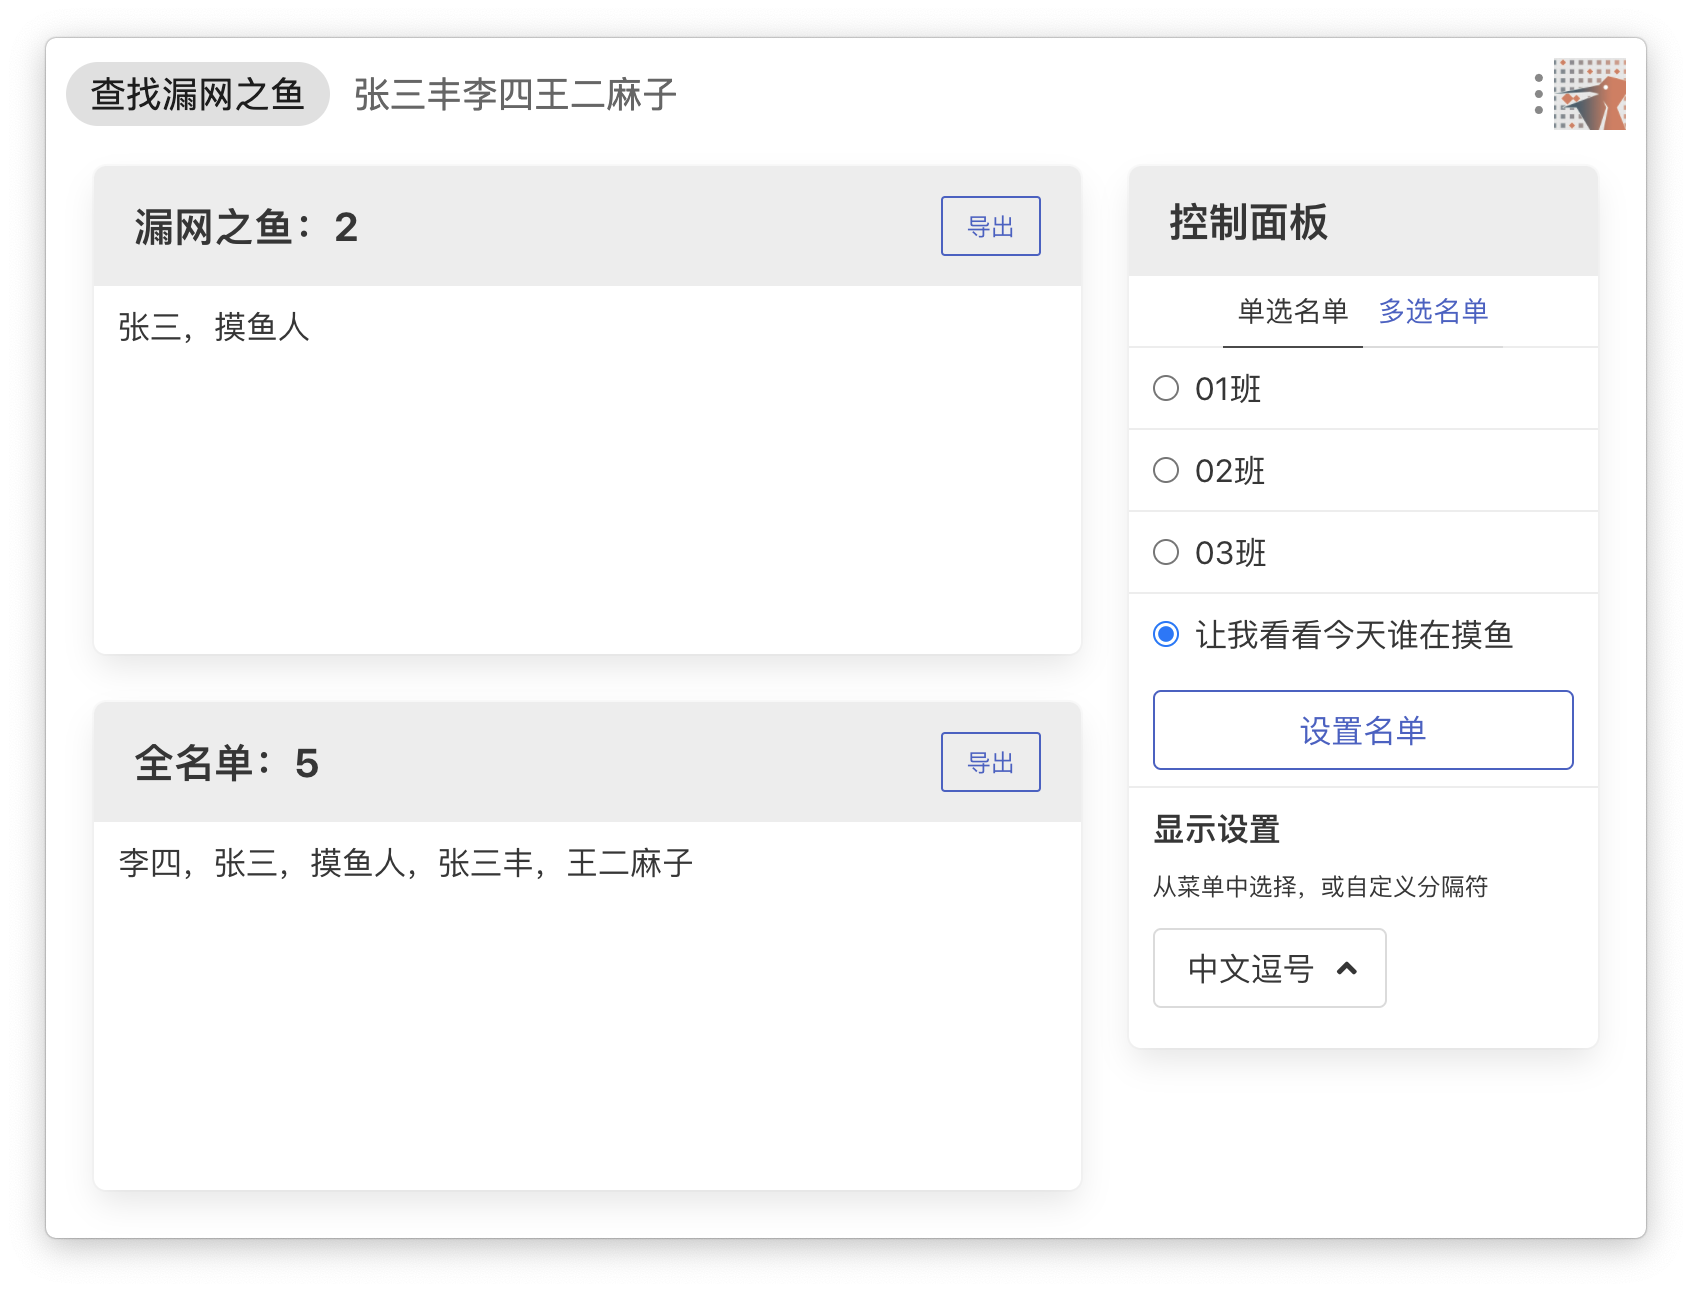 查找漏网之鱼 张三丰李四王二麻子
漏网之鱼：2
导出
张三，摸鱼人
全名单：5
导出
李四，张三，摸鱼人，张三丰，王二麻子
控制面板
单选名单 多选名单
01班
02班
03班
让我看看今天谁在摸鱼
设置名单
显示设置
从菜单中选择，或自定义分隔符
中文逗号